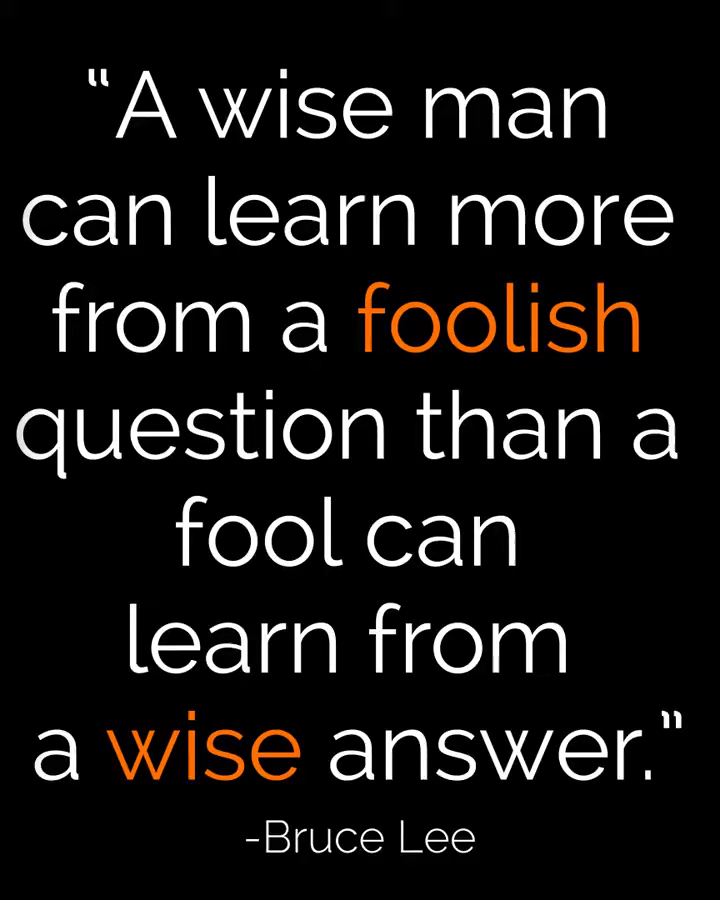 “A wise man
can learn more
from a foolish
question than a
fool can
learn from
a wise answer.”
-Bruce Lee